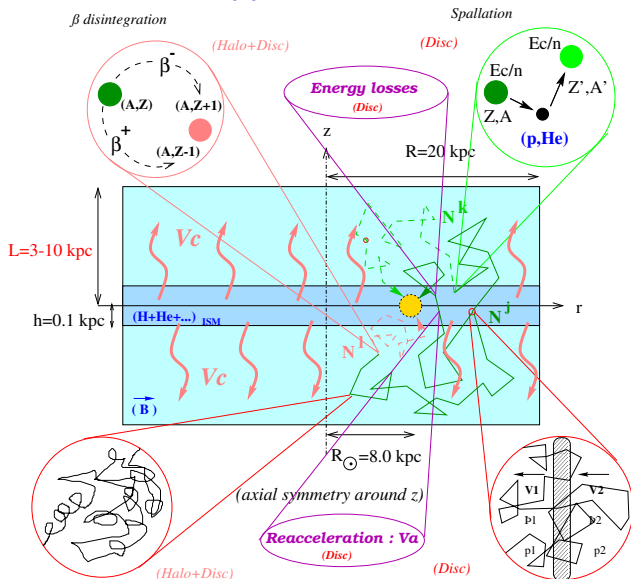 β disintegration
Spallation
(Halo+Disc)
(Disc)
β-
(A,Z)
(A,Z+1)
β+
(A,Z-1)
Energy losses
(Disc)
Ec/n
Ec/n
Z',A'
Z,A
(p,He)
z
R=20 kpc
Vc
N^k
L=3-10 kpc
(H+He+...) ISM
h=0.1 kpc
r
N^j
N^l
Vc
(B)
R☉=8.0 kpc
(axial symmetry around z)
V1
V2
p1
p2
p1
p2
Reacceleration : Va
(Disc)
(Halo+Disc)
(Disc)